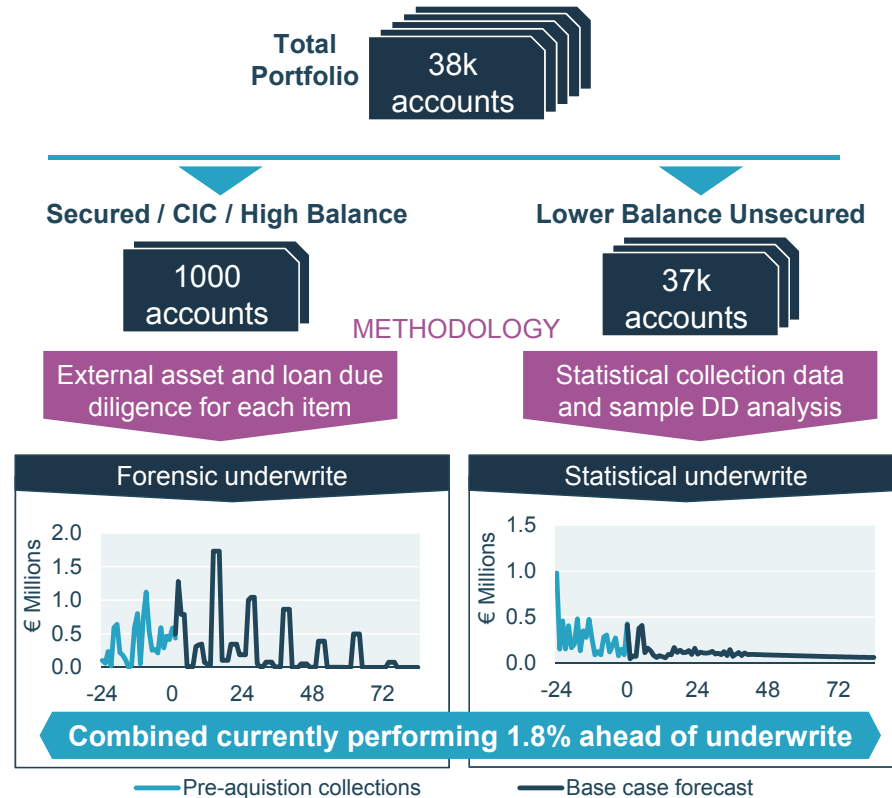 Total
Portfolio
38k
accounts
Secured / CIC / High Balance
Lower Balance Unsecured
1000
accounts
37k
accounts
METHODOLOGY
External asset and loan due
diligence for each item
Statistical collection data
and sample DD analysis
Forensic underwrite
€ Millions
2.0
1.5
1.0
0.5
0.0
-24 0 24 48 72
Statistical underwrite
€ Millions
1.5
1.0
0.5
0.0
-24 0 24 48 72
Combined currently performing 1.8% ahead of underwrite
Pre-aquistion collections
Base case forecast